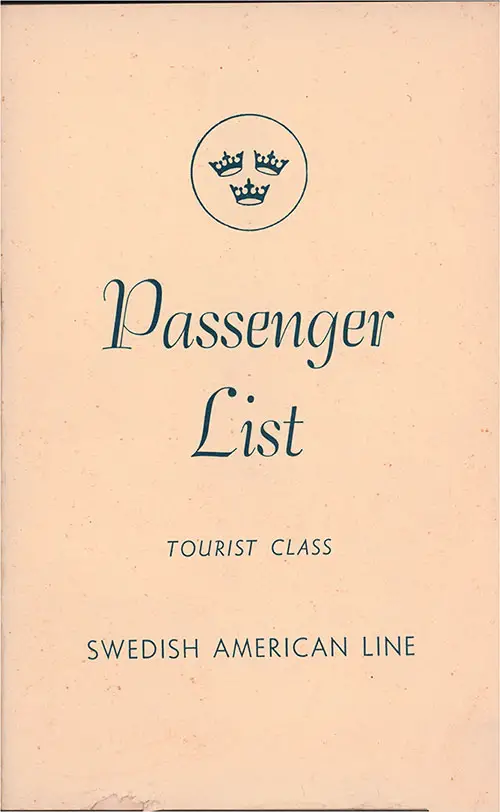 Passenger
List
TOURIST CLASS
SWEDISH AMERICAN LINE